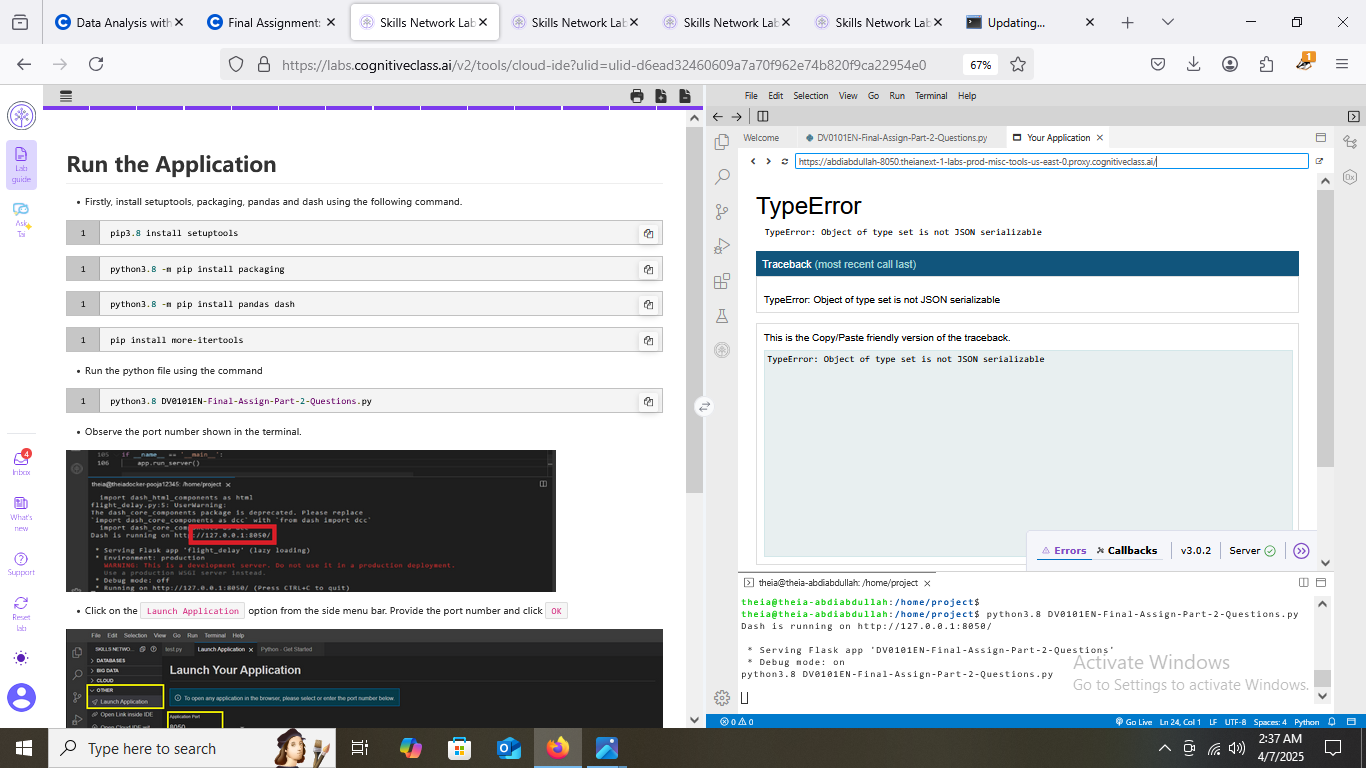 Data Analysis with
Final Assignment:
Skills Network Lab
Skills Network Lab
Skills Network Lab
Skills Network Lab
Updating...
https://labs.cognitiveclass.ai/v2/tools/cloud-ide?ulid=ulid-d6ead32460609a7a70f962e74b820f9ca22954e0
67%
1
Lab
guide
Ask
Tai
4
Inbox
What's
new
Support
Reset
lab
Run the Application
Firstly, install setuptools, packaging, pandas and dash using the following command.
1 pip3.8 install setuptools
1 python3.8 -m pip install packaging
1 python3.8 -m pip install pandas dash
1 pip install more-itertools
Run the python file using the command
1 python3.8 DV0101EN-Final-Assign-Part-2-Questions.py
Observe the port number shown in the terminal.
105 if __name__ == '__main__':
106 app.run_server()
theia@theiadocker-pooja12345: /home/project
import dash_html_components as html
flight_delay.py:5: UserWarning:
The dash_core_components package is deprecated. Please replace
`import dash_core_components as dcc` with `from dash import dcc`
import dash_core_components as dcc
Dash is running on http://127.0.0.1:8050/
* Serving Flask app 'flight_delay' (lazy loading)
* Environment: production
WARNING: This is a development server. Do not use it in a production deployment.
Use a production WSGI server instead.
* Debug mode: off
* Running on http://127.0.0.1:8050/ (Press CTRL+C to quit)
Click on the Launch Application option from the side menu bar. Provide the port number and click OK
File Edit Selection View Go Run Terminal Help
SKILLS NETWO...
test.py
Launch Application
Python - Get Started
DATABASES
BIG DATA
CLOUD
OTHER
Launch Application
Open Link inside IDE
Launch Your Application
To open any application in the browser, please select or enter the port number below
Application Port
8050
File Edit Selection View Go Run Terminal Help
Welcome
DV0101EN-Final-Assign-Part-2-Questions.py
Your Application
https://abdiabdullah-8050.theianext-1-labs-prod-misc-tools-us-east-0.proxy.cognitiveclass.ai/
TypeError
TypeError: Object of type set is not JSON serializable
Traceback (most recent call last)
TypeError: Object of type set is not JSON serializable
This is the Copy/Paste friendly version of the traceback.
TypeError: Object of type set is not JSON serializable
Errors
Callbacks
v3.0.2
Server
theia@theia-abdiabdullah: /home/project
theia@theia-abdiabdullah:/home/project$
theia@theia-abdiabdullah:/home/project$ python3.8 DV0101EN-Final-Assign-Part-2-Questions.py
Dash is running on http://127.0.0.1:8050/
* Serving Flask app 'DV0101EN-Final-Assign-Part-2-Questions'
* Debug mode: on
python3.8 DV0101EN-Final-Assign-Part-2-Questions.py
Activate Windows
Go to Settings to activate Windows.
0 0
Go Live
Ln 24, Col 1
LF
UTF-8
Spaces: 4
Python
Type here to search
2:37 AM
4/7/2025